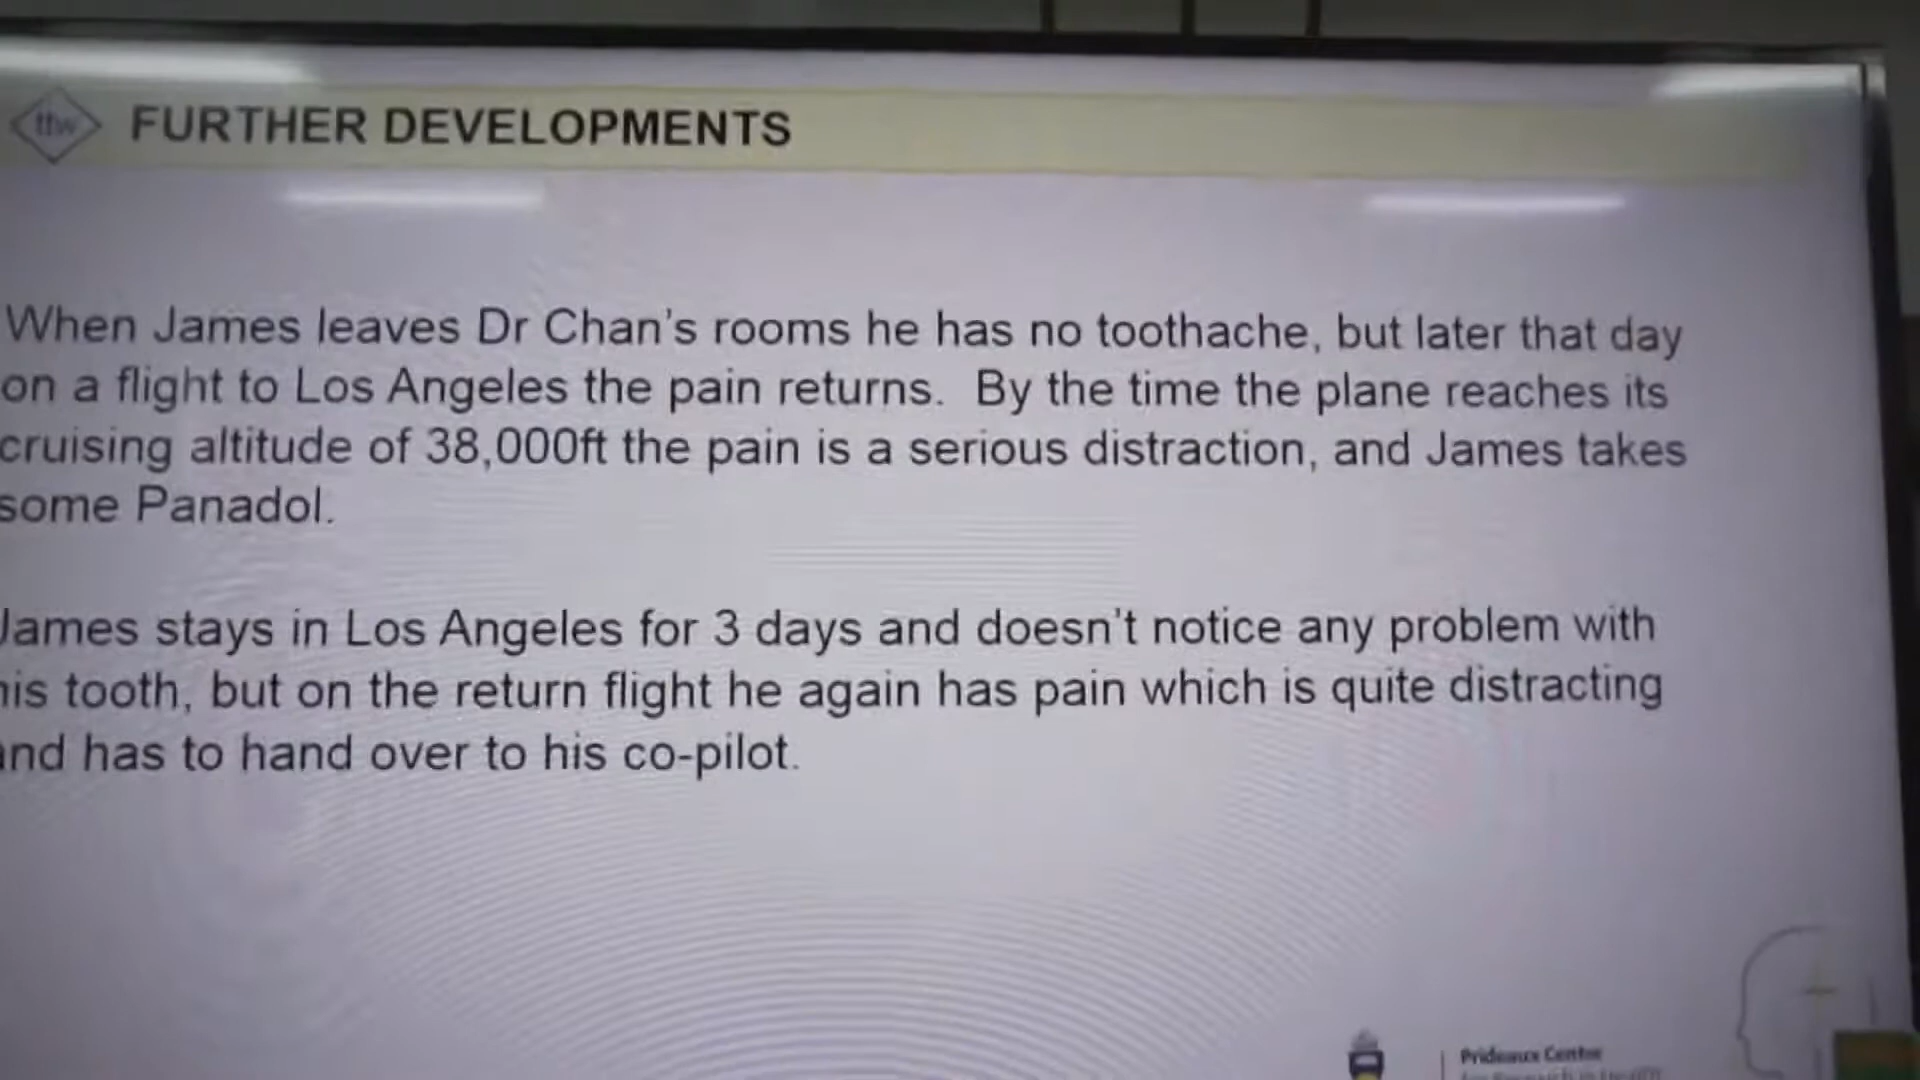 ttw
FURTHER DEVELOPMENTS
When James leaves Dr Chan's rooms he has no toothache, but later that day
on a flight to Los Angeles the pain returns. By the time the plane reaches its
cruising altitude of 38,000ft the pain is a serious distraction, and James takes
some Panadol.
James stays in Los Angeles for 3 days and doesn't notice any problem with
his tooth, but on the return flight he again has pain which is quite distracting
and has to hand over to his co-pilot.
Prideaux Centre